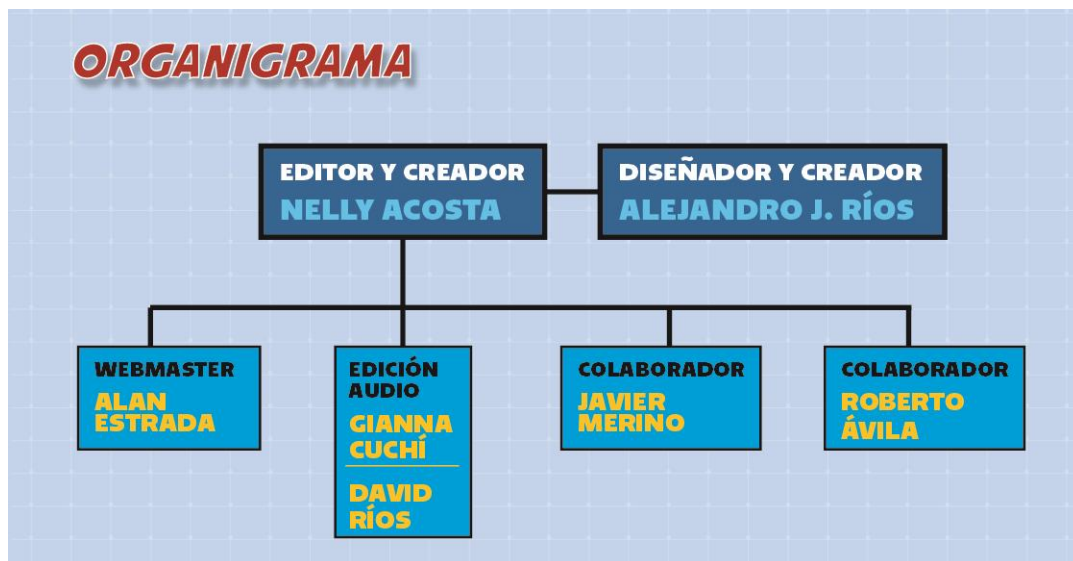 ORGANIGRAMA
EDITOR Y CREADOR
NELLY ACOSTA
DISEÑADOR Y CREADOR
ALEJANDRO J. RÍOS
WEBMASTER
ALAN
ESTRADA
EDICIÓN
AUDIO
GIANNA
CUCHÍ
DAVID
RÍOS
COLABORADOR
JAVIER
MERINO
COLABORADOR
ROBERTO
ÁVILA